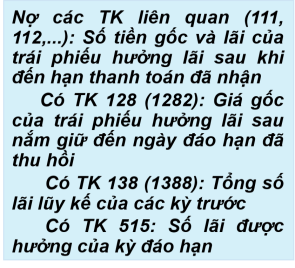 Nợ các TK liên quan (111,
112,...): Số tiền gốc và lãi của
trái phiếu hưởng lãi sau khi
đến hạn thanh toán đã nhận
Có TK 128 (1282): Giá gốc
của trái phiếu hưởng lãi sau
nắm giữ đến ngày đáo hạn đã
thu hồi
Có TK 138 (1388): Tổng số
lãi lũy kế của các kỳ trước
Có TK 515: Số lãi được
hưởng của kỳ đáo hạn